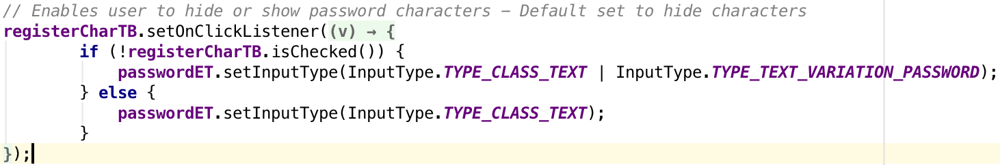 // Enables user to hide or show password characters – Default set to hide characters
registerCharTB.setOnClickListener((v) → {
        if (!registerCharTB.isChecked()) {
            passwordET.setInputType(InputType.TYPE_CLASS_TEXT | InputType.TYPE_TEXT_VARIATION_PASSWORD);
        } else {
            passwordET.setInputType(InputType.TYPE_CLASS_TEXT);
        }
});